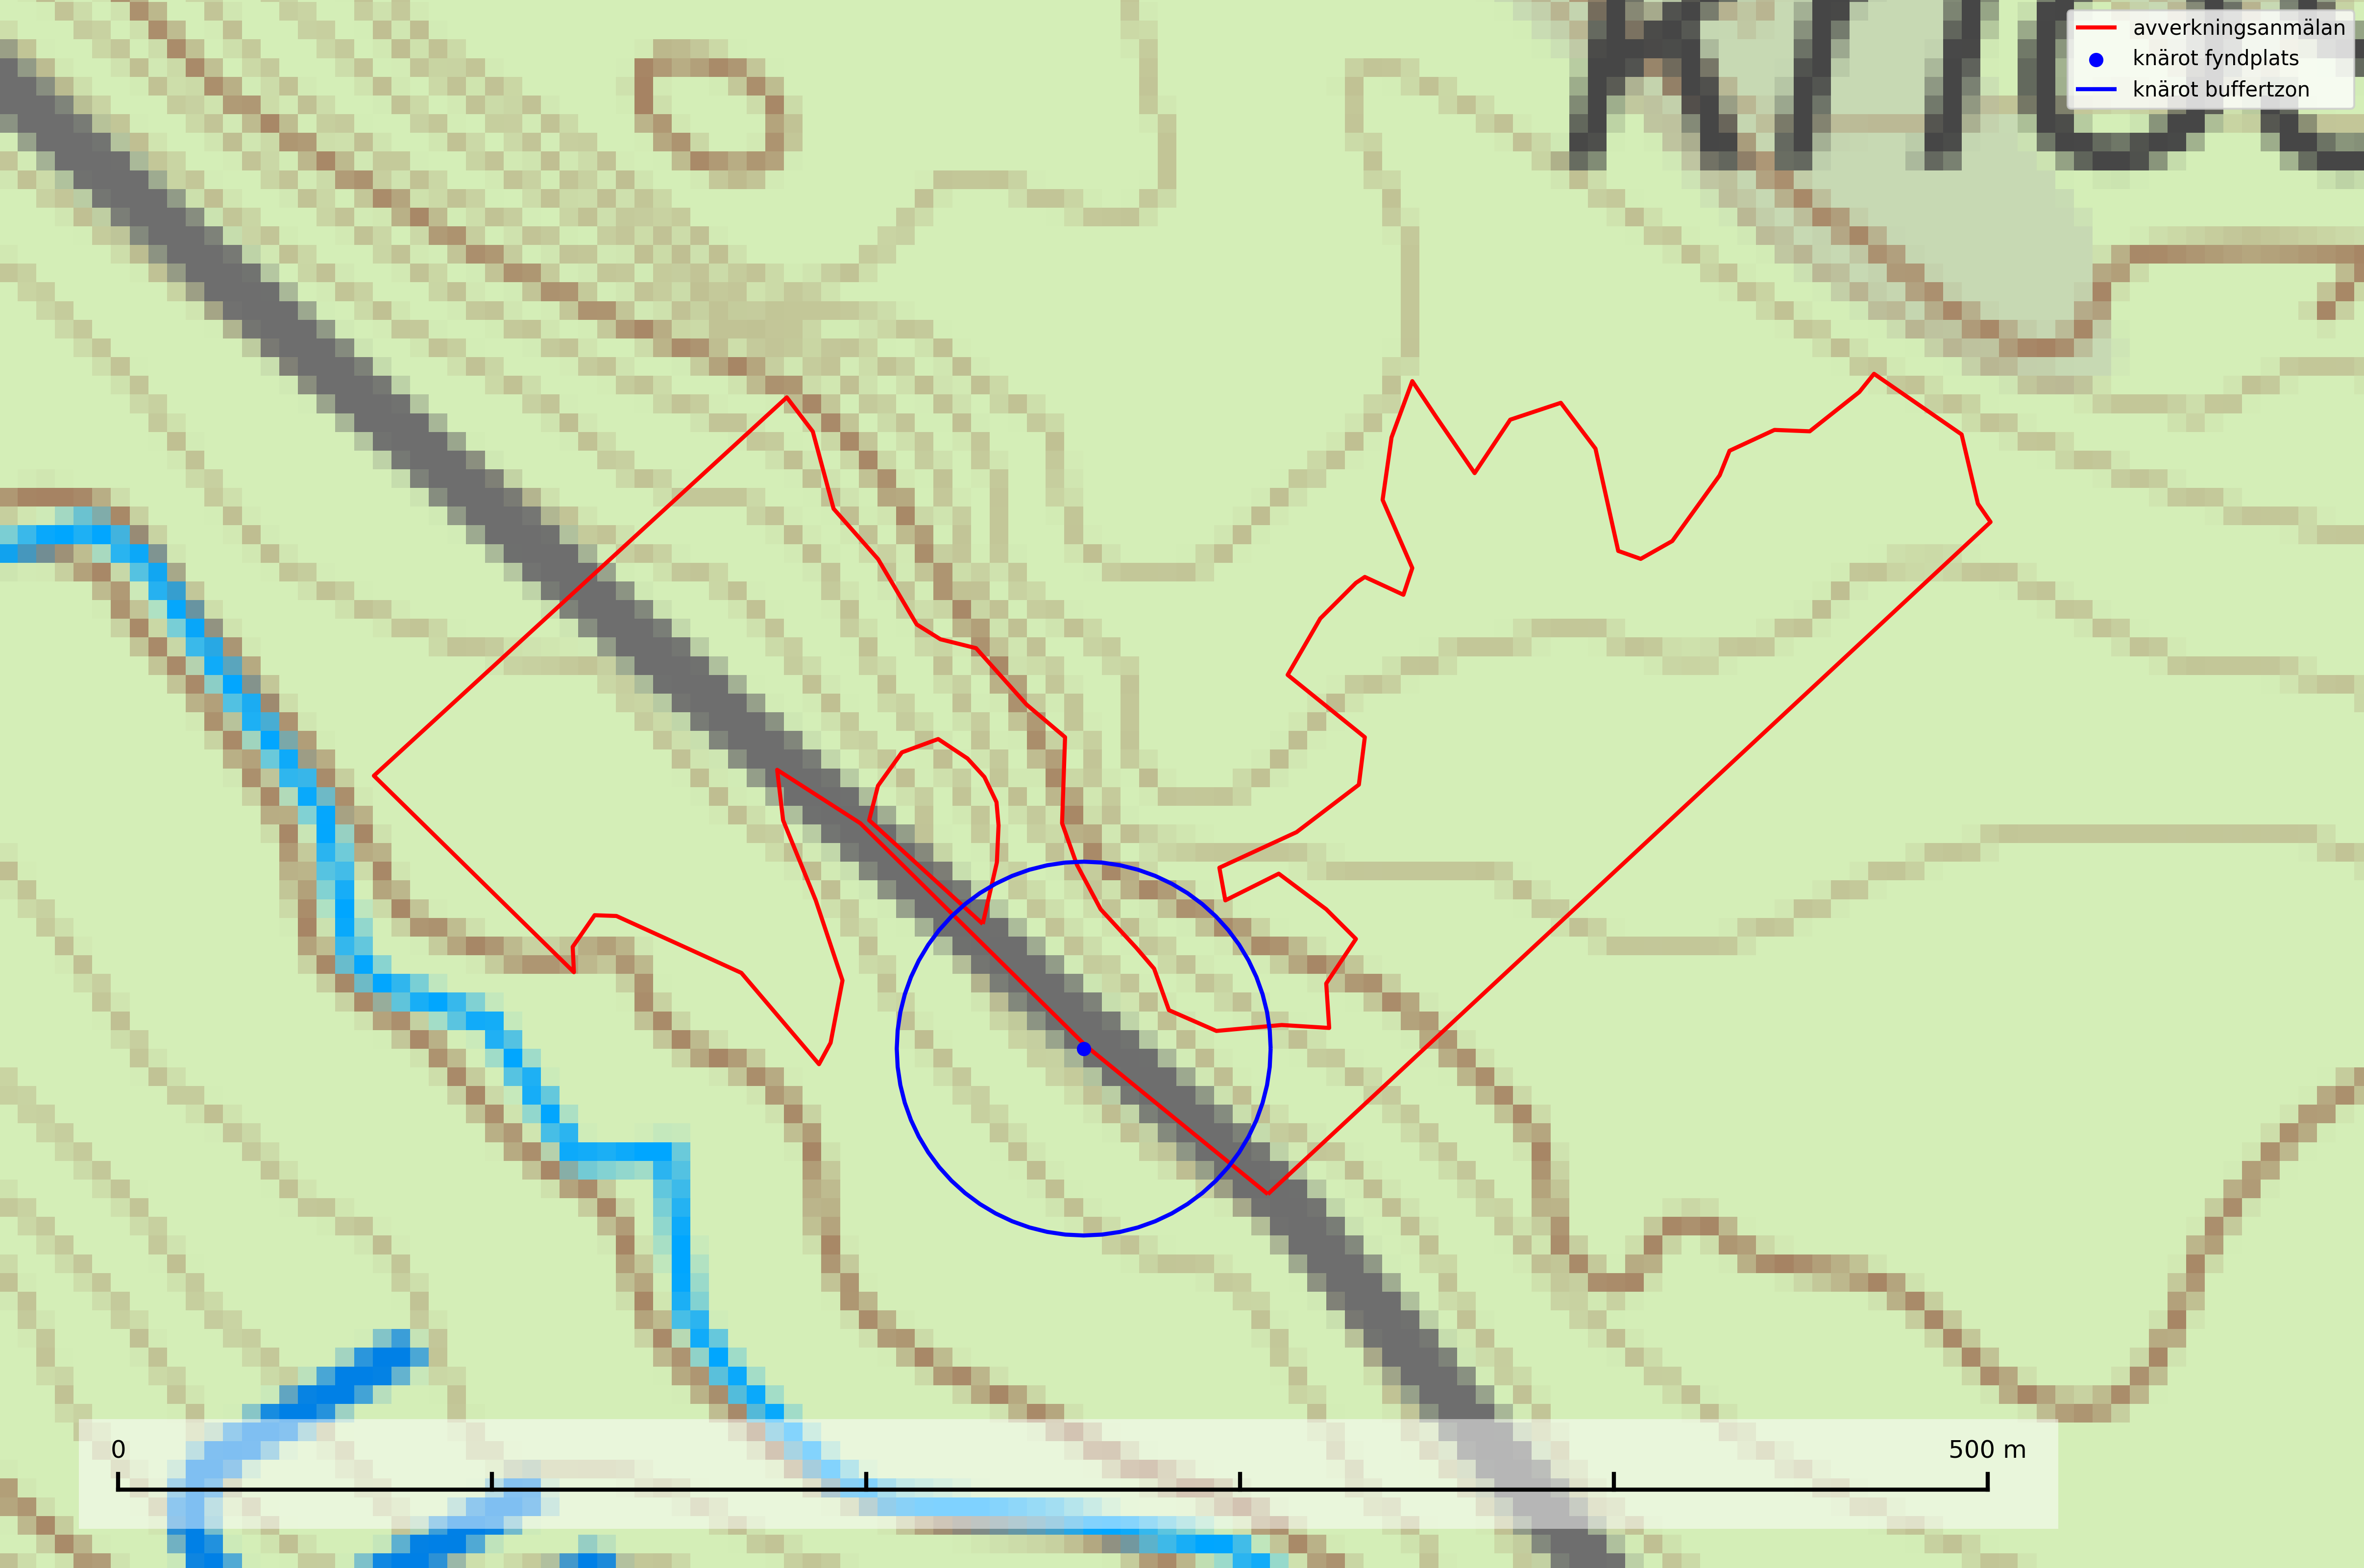 avverkningsanmälan
knärot fyndplats
knärot buffertzon
0 500 m